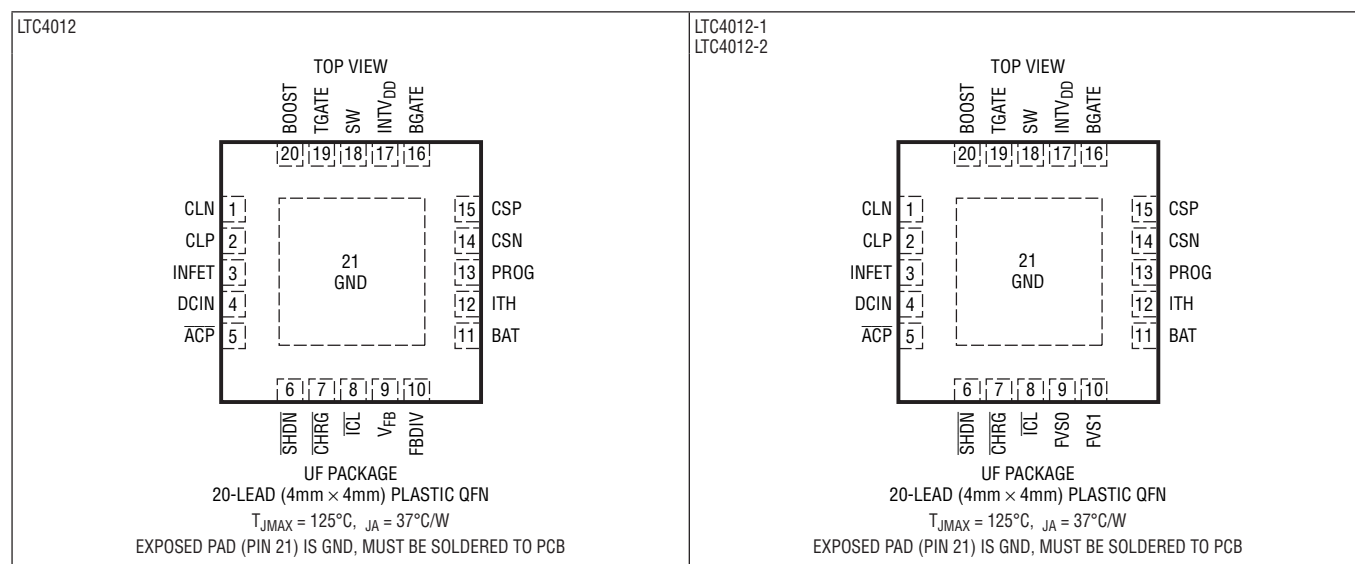 LTC4012
TOP VIEW
BOOST
TGATE
SW
INTVDD
BGATE
20 19 18 17 16
CLN 1
CLP 2
INFET 3
DCIN 4
ACP 5
21
GND
15 CSP
14 CSN
13 PROG
12 ITH
11 BAT
6 7 8 9 10
SHDN
CHRG
ICL
VFB
FBDIV
UF PACKAGE
20-LEAD (4mm × 4mm) PLASTIC QFN
TJMAX = 125°C, JA = 37°C/W
EXPOSED PAD (PIN 21) IS GND, MUST BE SOLDERED TO PCB
LTC4012-1
LTC4012-2
TOP VIEW
BOOST
TGATE
SW
INTVDD
BGATE
20 19 18 17 16
CLN 1
CLP 2
INFET 3
DCIN 4
ACP 5
21
GND
15 CSP
14 CSN
13 PROG
12 ITH
11 BAT
6 7 8 9 10
SHDN
CHRG
ICL
FVS0
FVS1
UF PACKAGE
20-LEAD (4mm × 4mm) PLASTIC QFN
TJMAX = 125°C, JA = 37°C/W
EXPOSED PAD (PIN 21) IS GND, MUST BE SOLDERED TO PCB